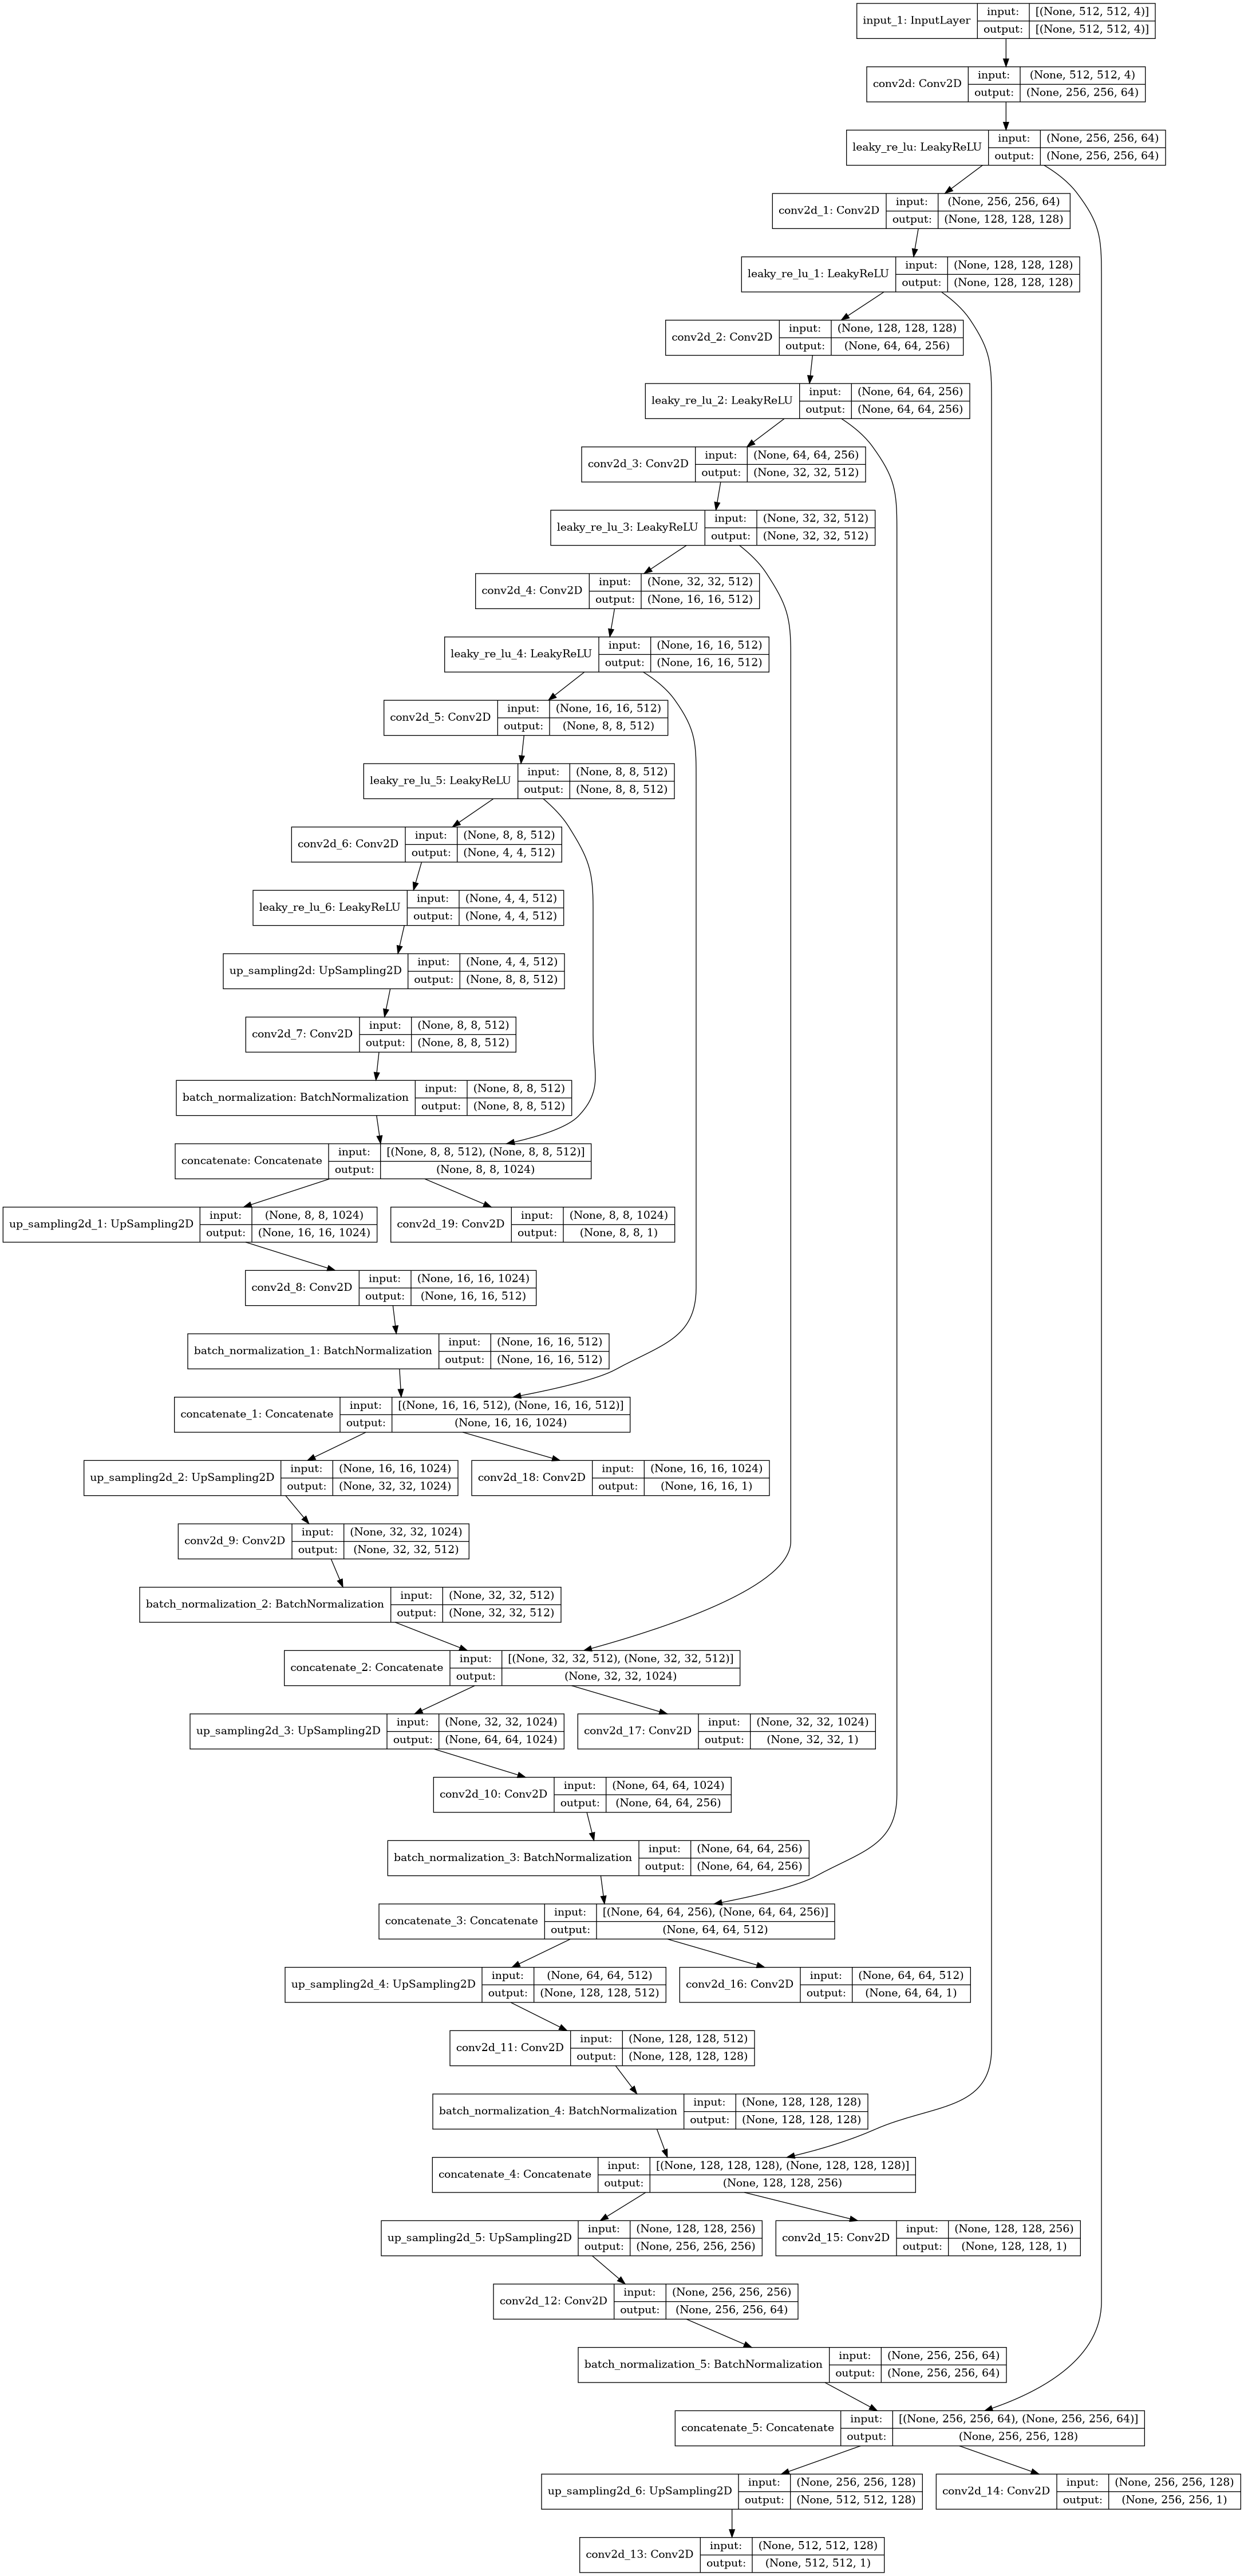 input_1: InputLayer
input:
[(None, 512, 512, 4)]
output:
[(None, 512, 512, 4)]
conv2d: Conv2D
input:
(None, 512, 512, 4)
output:
(None, 256, 256, 64)
leaky_re_lu: LeakyReLU
input:
(None, 256, 256, 64)
output:
(None, 256, 256, 64)
conv2d_1: Conv2D
input:
(None, 256, 256, 64)
output:
(None, 128, 128, 128)
leaky_re_lu_1: LeakyReLU
input:
(None, 128, 128, 128)
output:
(None, 128, 128, 128)
conv2d_2: Conv2D
input:
(None, 128, 128, 128)
output:
(None, 64, 64, 256)
leaky_re_lu_2: LeakyReLU
input:
(None, 64, 64, 256)
output:
(None, 64, 64, 256)
conv2d_3: Conv2D
input:
(None, 64, 64, 256)
output:
(None, 32, 32, 512)
leaky_re_lu_3: LeakyReLU
input:
(None, 32, 32, 512)
output:
(None, 32, 32, 512)
conv2d_4: Conv2D
input:
(None, 32, 32, 512)
output:
(None, 16, 16, 512)
leaky_re_lu_4: LeakyReLU
input:
(None, 16, 16, 512)
output:
(None, 16, 16, 512)
conv2d_5: Conv2D
input:
(None, 16, 16, 512)
output:
(None, 8, 8, 512)
leaky_re_lu_5: LeakyReLU
input:
(None, 8, 8, 512)
output:
(None, 8, 8, 512)
conv2d_6: Conv2D
input:
(None, 8, 8, 512)
output:
(None, 4, 4, 512)
leaky_re_lu_6: LeakyReLU
input:
(None, 4, 4, 512)
output:
(None, 4, 4, 512)
up_sampling2d: UpSampling2D
input:
(None, 4, 4, 512)
output:
(None, 8, 8, 512)
conv2d_7: Conv2D
input:
(None, 8, 8, 512)
output:
(None, 8, 8, 512)
batch_normalization: BatchNormalization
input:
(None, 8, 8, 512)
output:
(None, 8, 8, 512)
concatenate: Concatenate
input:
[(None, 8, 8, 512), (None, 8, 8, 512)]
output:
(None, 8, 8, 1024)
up_sampling2d_1: UpSampling2D
input:
(None, 8, 8, 1024)
output:
(None, 16, 16, 1024)
conv2d_19: Conv2D
input:
(None, 8, 8, 1024)
output:
(None, 8, 8, 1)
conv2d_8: Conv2D
input:
(None, 16, 16, 1024)
output:
(None, 16, 16, 512)
batch_normalization_1: BatchNormalization
input:
(None, 16, 16, 512)
output:
(None, 16, 16, 512)
concatenate_1: Concatenate
input:
[(None, 16, 16, 512), (None, 16, 16, 512)]
output:
(None, 16, 16, 1024)
up_sampling2d_2: UpSampling2D
input:
(None, 16, 16, 1024)
output:
(None, 32, 32, 1024)
conv2d_18: Conv2D
input:
(None, 16, 16, 1024)
output:
(None, 16, 16, 1)
conv2d_9: Conv2D
input:
(None, 32, 32, 1024)
output:
(None, 32, 32, 512)
batch_normalization_2: BatchNormalization
input:
(None, 32, 32, 512)
output:
(None, 32, 32, 512)
concatenate_2: Concatenate
input:
[(None, 32, 32, 512), (None, 32, 32, 512)]
output:
(None, 32, 32, 1024)
up_sampling2d_3: UpSampling2D
input:
(None, 32, 32, 1024)
output:
(None, 64, 64, 1024)
conv2d_17: Conv2D
input:
(None, 32, 32, 1024)
output:
(None, 32, 32, 1)
conv2d_10: Conv2D
input:
(None, 64, 64, 1024)
output:
(None, 64, 64, 256)
batch_normalization_3: BatchNormalization
input:
(None, 64, 64, 256)
output:
(None, 64, 64, 256)
concatenate_3: Concatenate
input:
[(None, 64, 64, 256), (None, 64, 64, 256)]
output:
(None, 64, 64, 512)
up_sampling2d_4: UpSampling2D
input:
(None, 64, 64, 512)
output:
(None, 128, 128, 512)
conv2d_16: Conv2D
input:
(None, 64, 64, 512)
output:
(None, 64, 64, 1)
conv2d_11: Conv2D
input:
(None, 128, 128, 512)
output:
(None, 128, 128, 128)
batch_normalization_4: BatchNormalization
input:
(None, 128, 128, 128)
output:
(None, 128, 128, 128)
concatenate_4: Concatenate
input:
[(None, 128, 128, 128), (None, 128, 128, 128)]
output:
(None, 128, 128, 256)
up_sampling2d_5: UpSampling2D
input:
(None, 128, 128, 256)
output:
(None, 256, 256, 256)
conv2d_15: Conv2D
input:
(None, 128, 128, 256)
output:
(None, 128, 128, 1)
conv2d_12: Conv2D
input:
(None, 256, 256, 256)
output:
(None, 256, 256, 64)
batch_normalization_5: BatchNormalization
input:
(None, 256, 256, 64)
output:
(None, 256, 256, 64)
concatenate_5: Concatenate
input:
[(None, 256, 256, 64), (None, 256, 256, 64)]
output:
(None, 256, 256, 128)
up_sampling2d_6: UpSampling2D
input:
(None, 256, 256, 128)
output:
(None, 512, 512, 128)
conv2d_14: Conv2D
input:
(None, 256, 256, 128)
output:
(None, 256, 256, 1)
conv2d_13: Conv2D
input:
(None, 512, 512, 128)
output:
(None, 512, 512, 1)